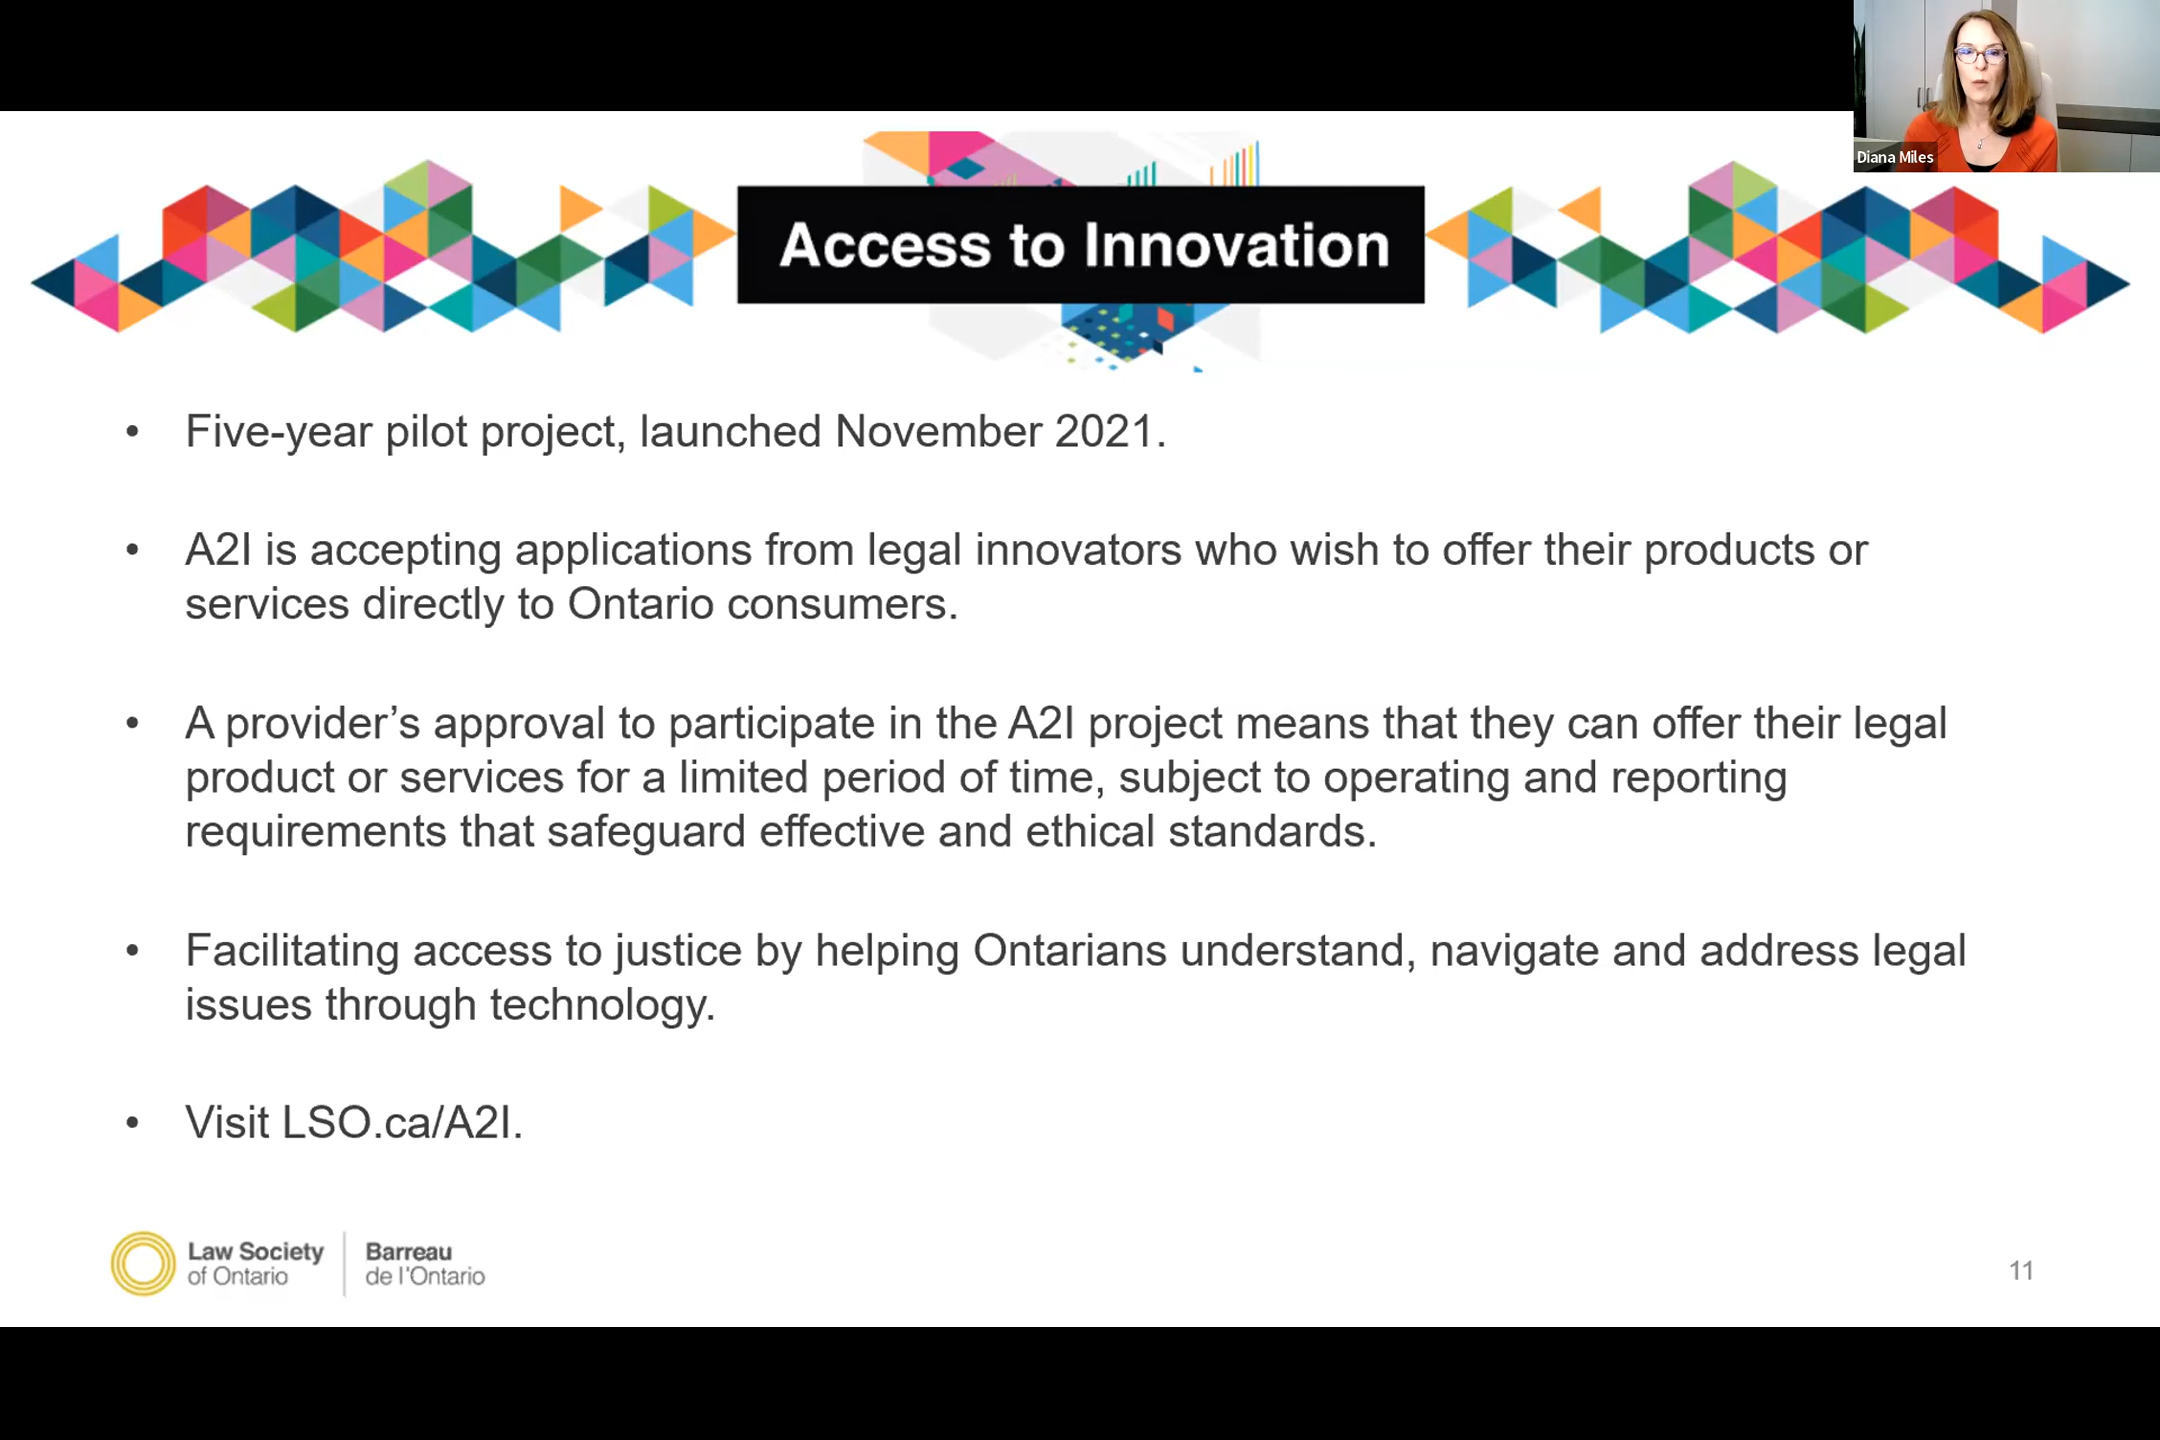 Diana Miles
Access to Innovation
• Five-year pilot project, launched November 2021.
• A2I is accepting applications from legal innovators who wish to offer their products or
services directly to Ontario consumers.
• A provider’s approval to participate in the A2I project means that they can offer their legal
product or services for a limited period of time, subject to operating and reporting
requirements that safeguard effective and ethical standards.
• Facilitating access to justice by helping Ontarians understand, navigate and address legal
issues through technology.
• Visit LSO.ca/A2I.
Law Society
of Ontario
Barreau
de l'Ontario
11